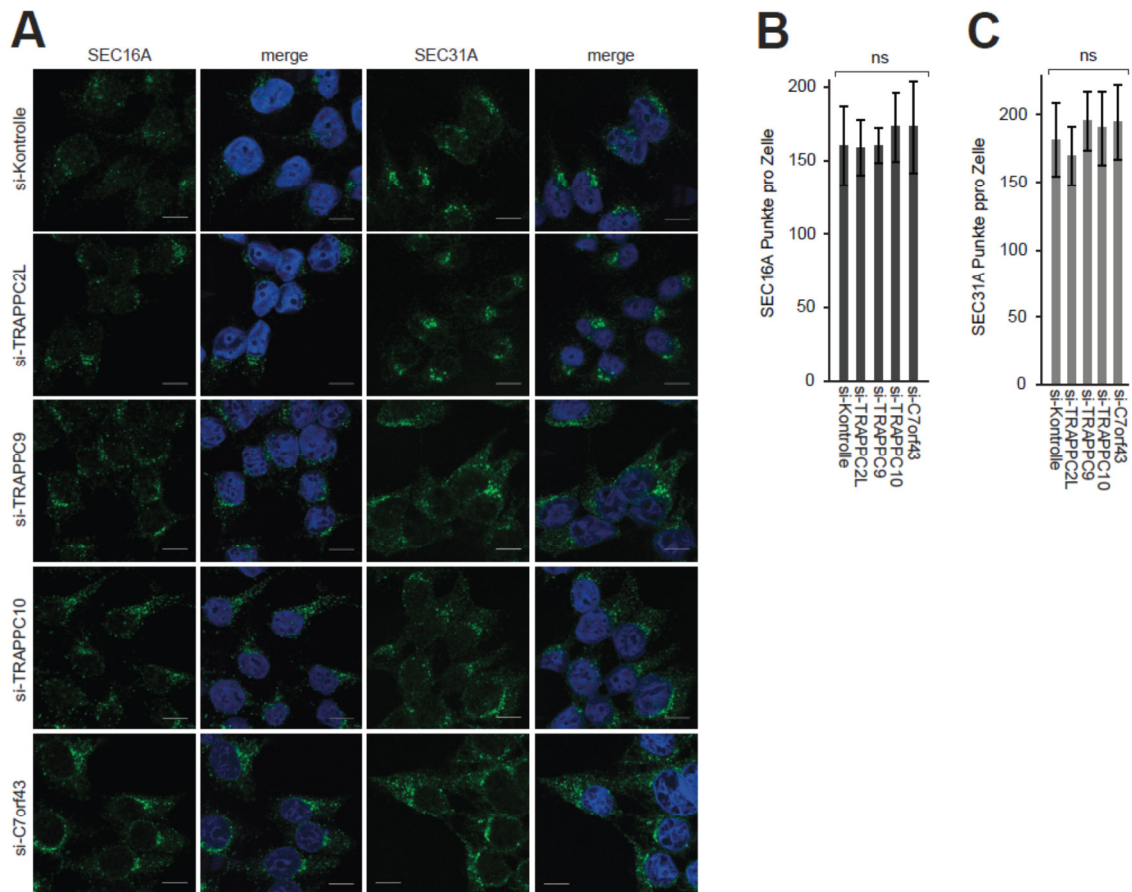 A
SEC16A merge SEC31A merge
si-Kontrolle
si-TRAPPC2L
si-TRAPPC9
si-TRAPPC10
si-C7orf43
B
ns
SEC16A Punkte pro Zelle
200
150
100
50
0
si-Kontrolle
si-TRAPPC2L
si-TRAPPC9
si-TRAPPC10
si-C7orf43
C
ns
SEC31A Punkte ppro Zelle
200
150
100
50
0
si-Kontrolle
si-TRAPPC2L
si-TRAPPC9
si-TRAPPC10
si-C7orf43